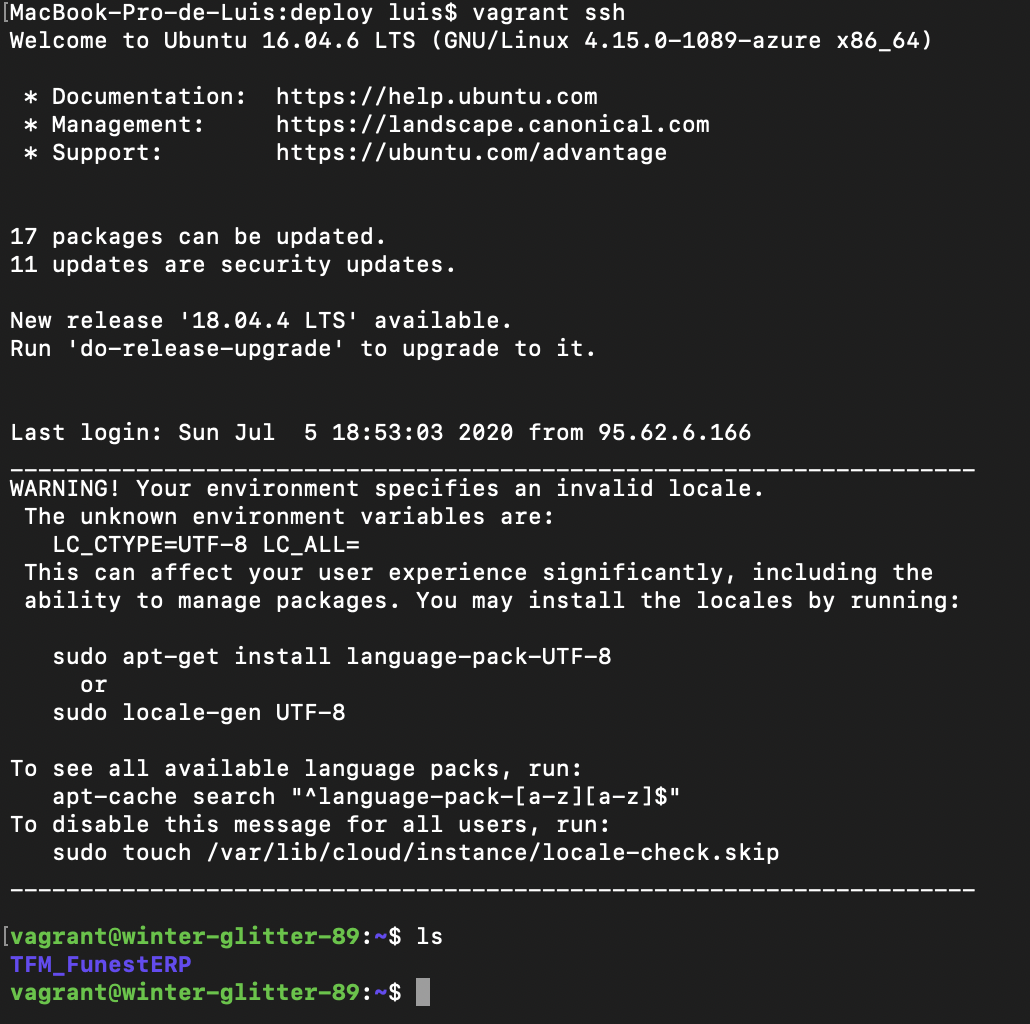 [MacBook-Pro-de-Luis:deploy luis$ vagrant ssh
Welcome to Ubuntu 16.04.6 LTS (GNU/Linux 4.15.0-1089-azure x86_64)
* Documentation:  https://help.ubuntu.com
* Management:     https://landscape.canonical.com
* Support:        https://ubuntu.com/advantage
17 packages can be updated.
11 updates are security updates.
New release '18.04.4 LTS' available.
Run 'do-release-upgrade' to upgrade to it.
Last login: Sun Jul  5 18:53:03 2020 from 95.62.6.166
_____________________________________________________________________
WARNING! Your environment specifies an invalid locale.
 The unknown environment variables are:
   LC_CTYPE=UTF-8 LC_ALL=
 This can affect your user experience significantly, including the
 ability to manage packages. You may install the locales by running:
   sudo apt-get install language-pack-UTF-8
     or
   sudo locale-gen UTF-8
To see all available language packs, run:
   apt-cache search "^language-pack-[a-z][a-z]$"
To disable this message for all users, run:
   sudo touch /var/lib/cloud/instance/locale-check.skip
_____________________________________________________________________
[vagrant@winter-glitter-89:~$ ls
TFM_FunestERP
vagrant@winter-glitter-89:~$